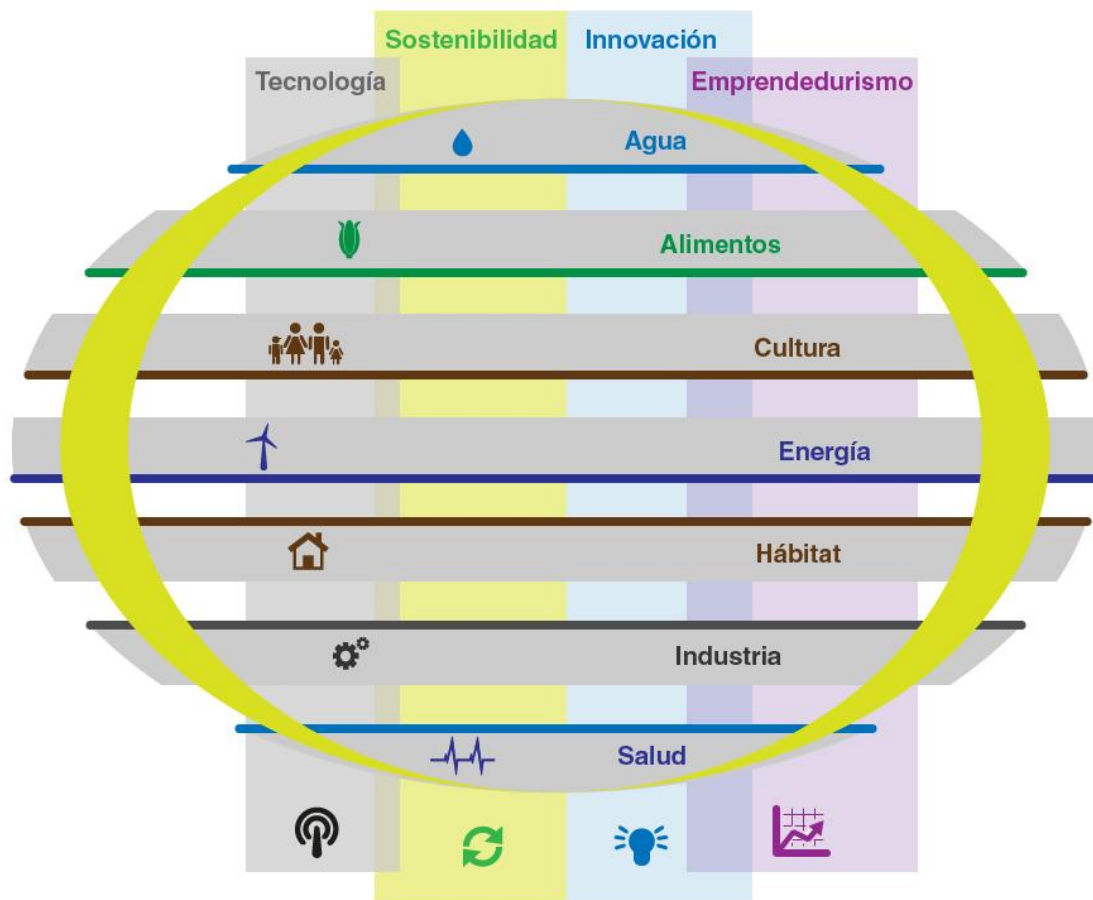 Sostenibilidad
Innovación
Tecnología
Emprendedurismo
Agua
Alimentos
Cultura
Energía
Hábitat
Industria
Salud